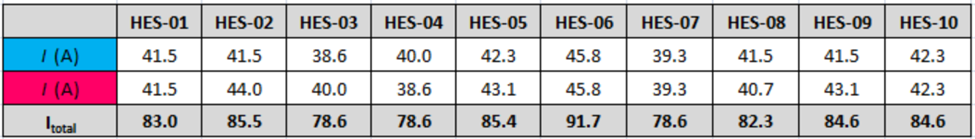 HES-01 HES-02 HES-03 HES-04 HES-05 HES-06 HES-07 HES-08 HES-09 HES-10
I (A) 41.5 41.5 38.6 40.0 42.3 45.8 39.3 41.5 41.5 42.3
I (A) 41.5 44.0 40.0 38.6 43.1 45.8 39.3 40.7 43.1 42.3
Itotal 83.0 85.5 78.6 78.6 85.4 91.7 78.6 82.3 84.6 84.6